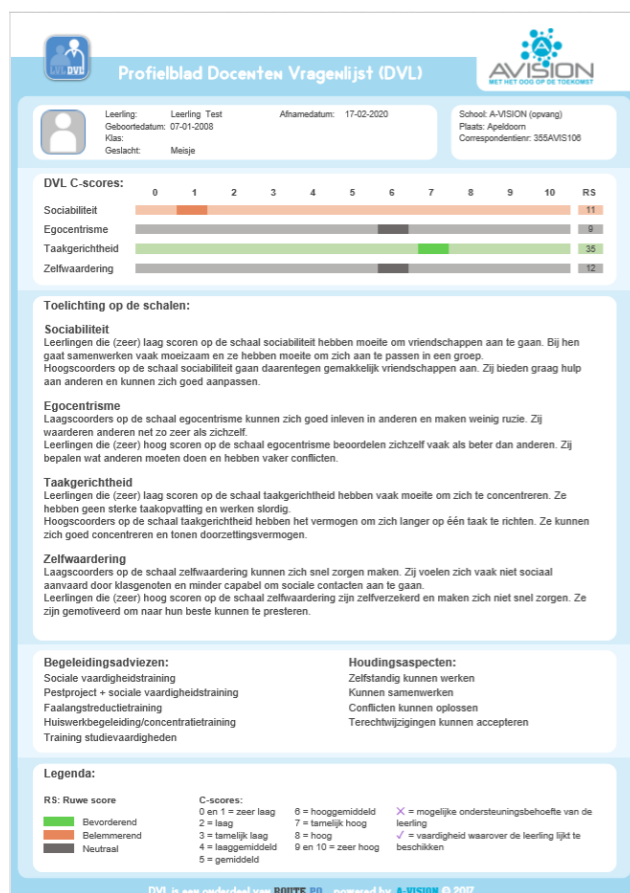 LVL DVL
Profielblad Docenten Vragenlijst (DVL)
A
AVISION
MET HET OOG OP DE TOEKOMST
Leerling: Leerling Test Afnamedatum: 17-02-2020
Geboortedatum: 07-01-2008
Klas:
Geslacht: Meisje
School: A-VISION (opvang)
Plaats: Apeldoorn
Correspondentienr: 355AVIS106
DVL C-scores:
0 1 2 3 4 5 6 7 8 9 10 RS
Sociabiliteit 11
Egocentrisme 9
Taakgerichtheid 35
Zelfwaardering 12
Toelichting op de schalen:
Sociabiliteit
Leerlingen die (zeer) laag scoren op de schaal sociabiliteit hebben moeite om vriendschappen aan te gaan. Bij hen
gaat samenwerken vaak moeizaam en ze hebben moeite om zich aan te passen in een groep.
Hoogscoorders op de schaal sociabiliteit gaan daarentegen gemakkelijk vriendschappen aan. Zij bieden graag hulp
aan anderen en kunnen zich goed aanpassen.
Egocentrisme
Laagscoorders op de schaal egocentrisme kunnen zich goed inleven in anderen en maken weinig ruzie. Zij
waarderen anderen net zo zeer als zichzelf.
Leerlingen die (zeer) hoog scoren op de schaal egocentrisme beoordelen zichzelf vaak als beter dan anderen. Zij
bepalen wat anderen moeten doen en hebben vaker conflicten.
Taakgerichtheid
Leerlingen die (zeer) laag scoren op de schaal taakgerichtheid hebben vaak moeite om zich te concentreren. Ze
hebben geen sterke taakopvatting en werken slordig.
Hoogscoorders op de schaal taakgerichtheid hebben het vermogen om zich langer op één taak te richten. Ze kunnen
zich goed concentreren en tonen doorzettingsvermogen.
Zelfwaardering
Laagscoorders op de schaal zelfwaardering kunnen zich snel zorgen maken. Zij voelen zich vaak niet sociaal
aanvaard door klasgenoten en minder capabel om sociale contacten aan te gaan.
Leerlingen die (zeer) hoog scoren op de schaal zelfwaardering zijn zelfverzekerd en maken zich niet snel zorgen. Ze
zijn gemotiveerd om naar hun beste kunnen te presteren.
Begeleidingsadviezen:
Sociale vaardigheidstraining
Pestproject + sociale vaardigheidstraining
Faalangstreductietraining
Huiswerkbegeleiding/concentratietraining
Training studievaardigheden
Houdingsaspecten:
Zelfstandig kunnen werken
Kunnen samenwerken
Conflicten kunnen oplossen
Terechtwijzigingen kunnen accepteren
Legenda:
RS: Ruwe score
Bevorderend
Belemmerend
Neutraal
C-scores:
0 en 1 = zeer laag
2 = laag
3 = tamelijk laag
4 = laaggemiddeld
5 = gemiddeld
6 = hooggemiddeld
7 = tamelijk hoog
8 = hoog
9 en 10 = zeer hoog
✕ = mogelijke ondersteuningsbehoefte van de
leerling
✓ = vaardigheid waarover de leerling lijkt te
beschikken
DVL is een onderdeel van ROUTE PO powered by A-VISION © 2017